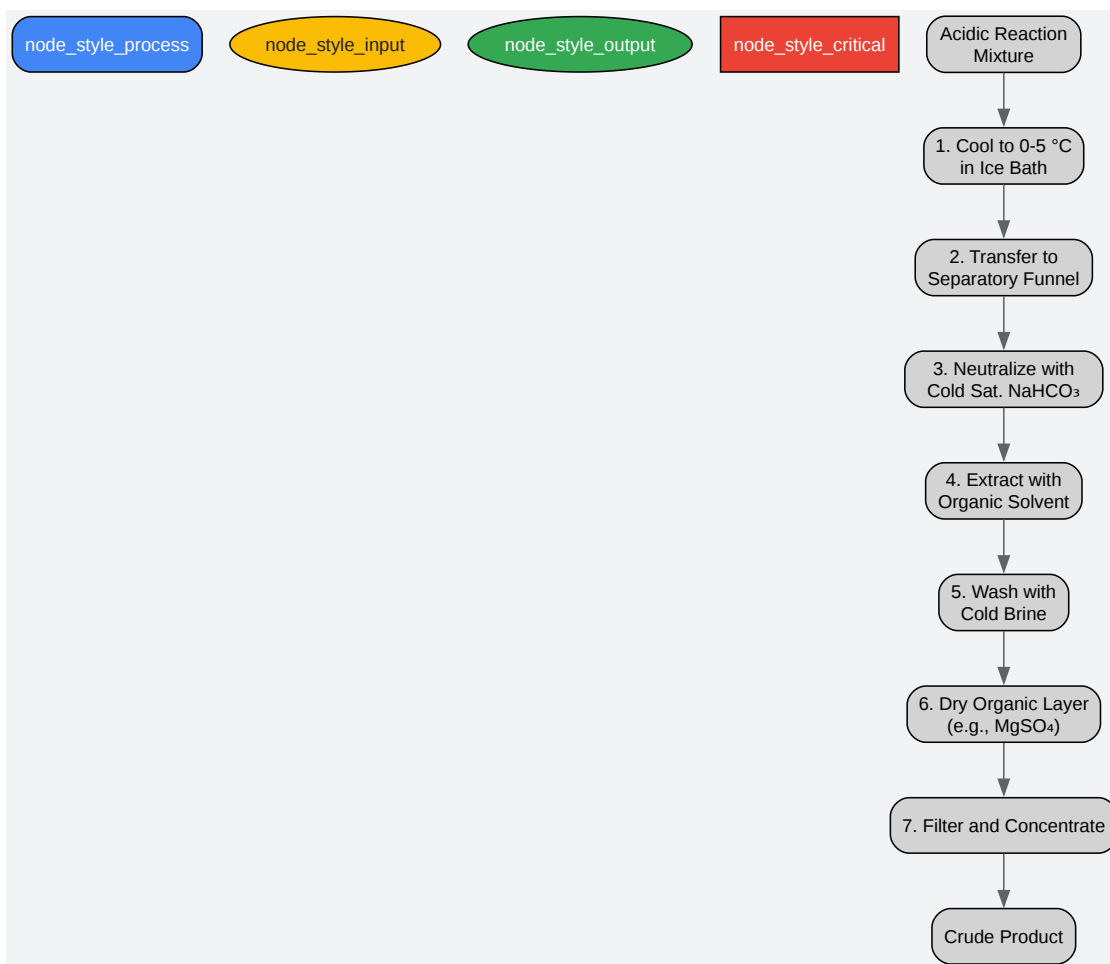 node_style_process
node_style_input
node_style_output
node_style_critical
Acidic Reaction
Mixture
1. Cool to 0-5 °C
in Ice Bath
2. Transfer to
Separatory Funnel
3. Neutralize with
Cold Sat. NaHCO₃
4. Extract with
Organic Solvent
5. Wash with
Cold Brine
6. Dry Organic Layer
(e.g., MgSO₄)
7. Filter and Concentrate
Crude Product